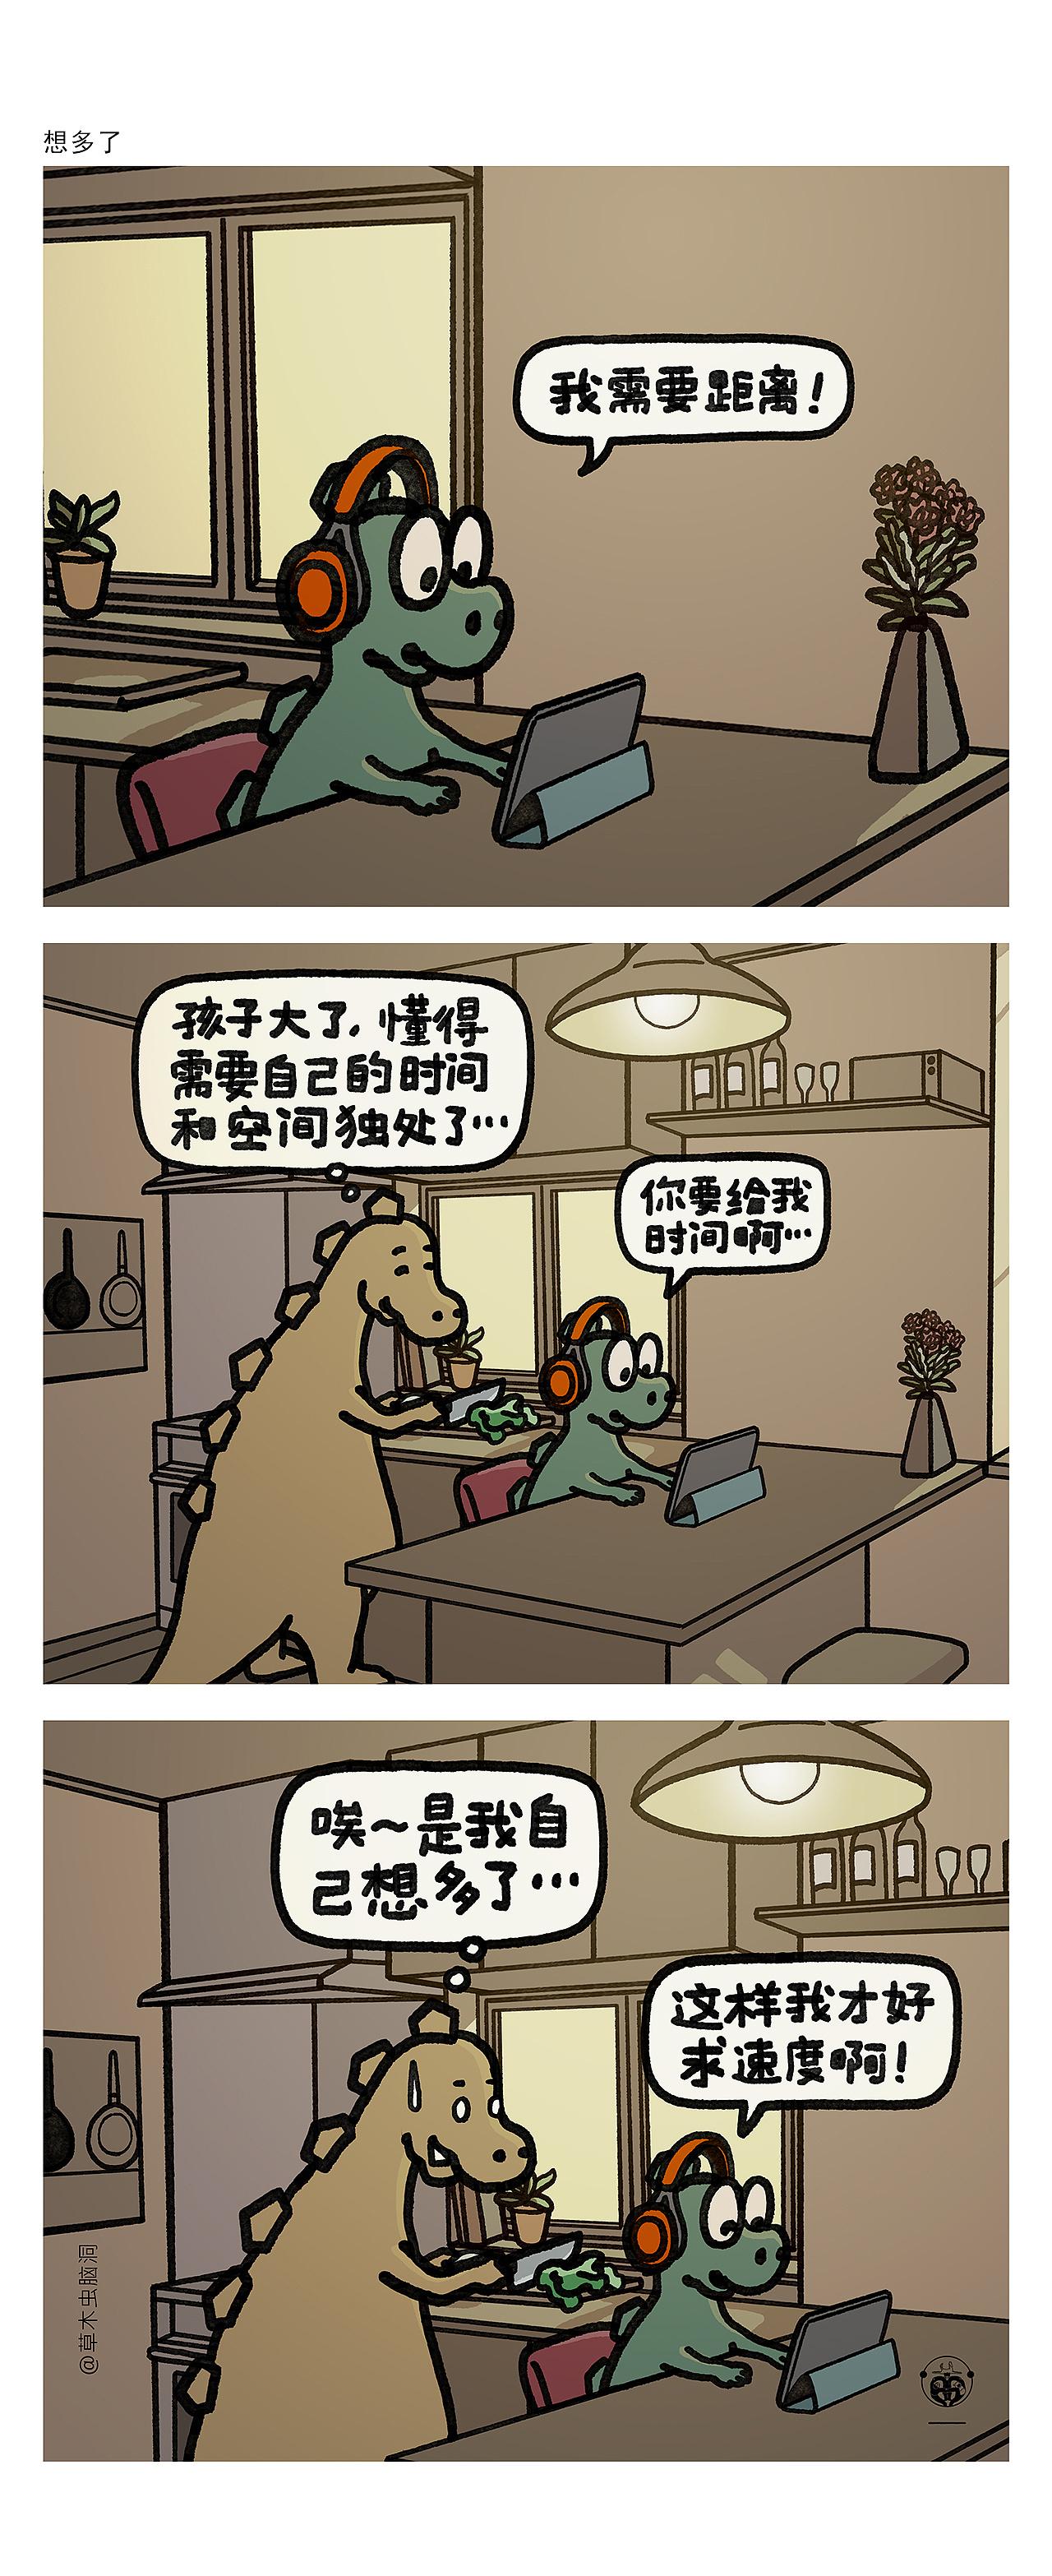 想多了
我需要距离！
孩子大了，懂得
需要自己的时间
和空间独处了…
你要给我
时间啊…
唉～是我自
己想多了…
这样我才好
求速度啊！
@草木虫脑洞